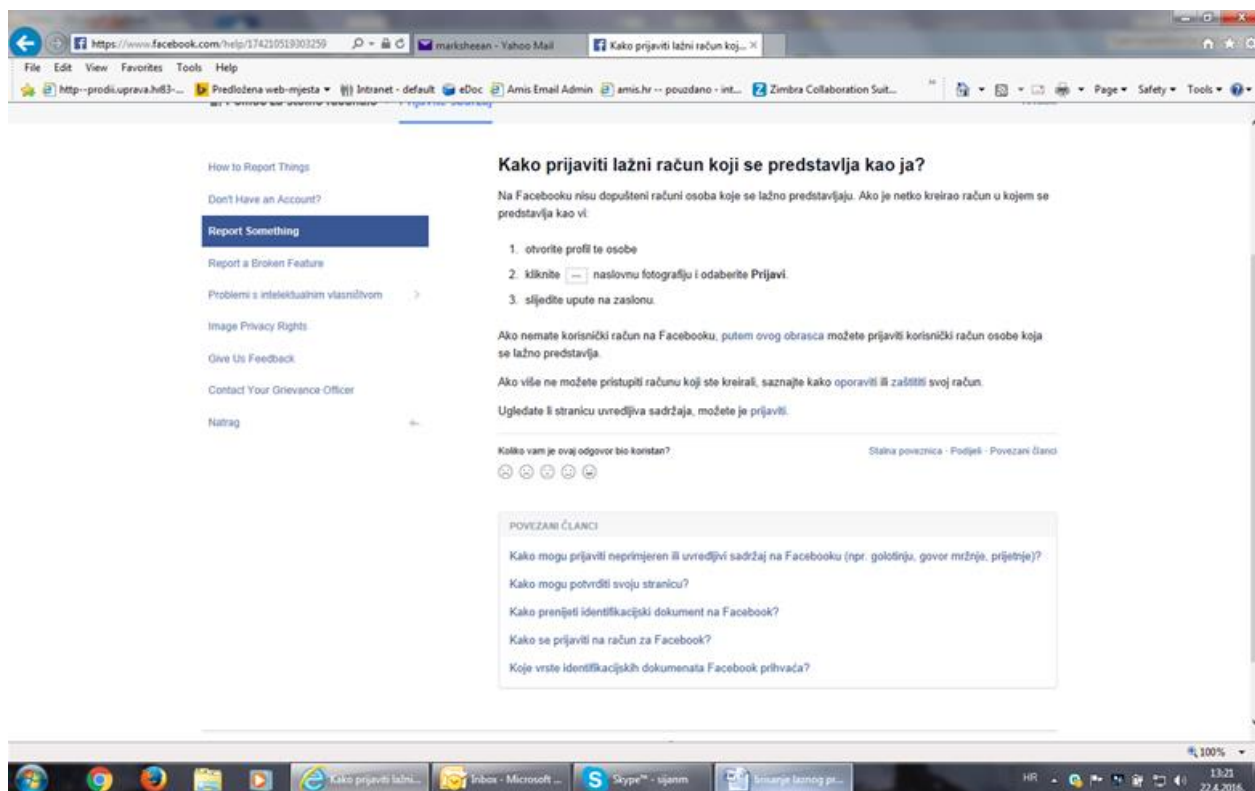 https://www.facebook.com/help/174210519303259
marksheean - Yahoo Mail
Kako prijaviti lažni račun koj...
File Edit View Favorites Tools Help
http--prodii.uprava.hr83-...
Predložena web-mjesta
Intranet - default
eDoc
Amis Email Admin
amis.hr -- pouzdano - int...
Zimbra Collaboration Suit...
Page Safety Tools
How to Report Things
Don't Have an Account?
Report Something
Report a Broken Feature
Problemi s intelektualnim vlasništvom
Image Privacy Rights
Give Us Feedback
Contact Your Grievance Officer
Natrag
Kako prijaviti lažni račun koji se predstavlja kao ja?
Na Facebooku nisu dopušteni računi osoba koje se lažno predstavljaju. Ako je netko kreirao račun u kojem se
predstavlja kao vi:
1. otvorite profil te osobe
2. kliknite ... naslovnu fotografiju i odaberite Prijavi.
3. slijedite upute na zaslonu.
Ako nemate korisnički račun na Facebooku, putem ovog obrasca možete prijaviti korisnički račun osobe koja
se lažno predstavlja.
Ako više ne možete pristupiti računu koji ste kreirali, saznajte kako oporaviti ili zaštititi svoj račun.
Ugledate li stranicu uvredljiva sadržaja, možete je prijaviti.
Koliko vam je ovaj odgovor bio koristan?
Stalna poveznica · Podijeli · Povezani članci
POVEZANI ČLANCI
Kako mogu prijaviti neprimjeren ili uvredljivi sadržaj na Facebooku (npr. golotinju, govor mržnje, prijetnje)?
Kako mogu potvrditi svoju stranicu?
Kako prenijeti identifikacijski dokument na Facebook?
Kako se prijaviti na račun za Facebook?
Koje vrste identifikacijskih dokumenata Facebook prihvaća?
100%
Kako prijaviti lažni...
Inbox - Microsoft ...
Skype™ - sijanm
brisanje laznog pr...
HR
13:21
22.4.2016.